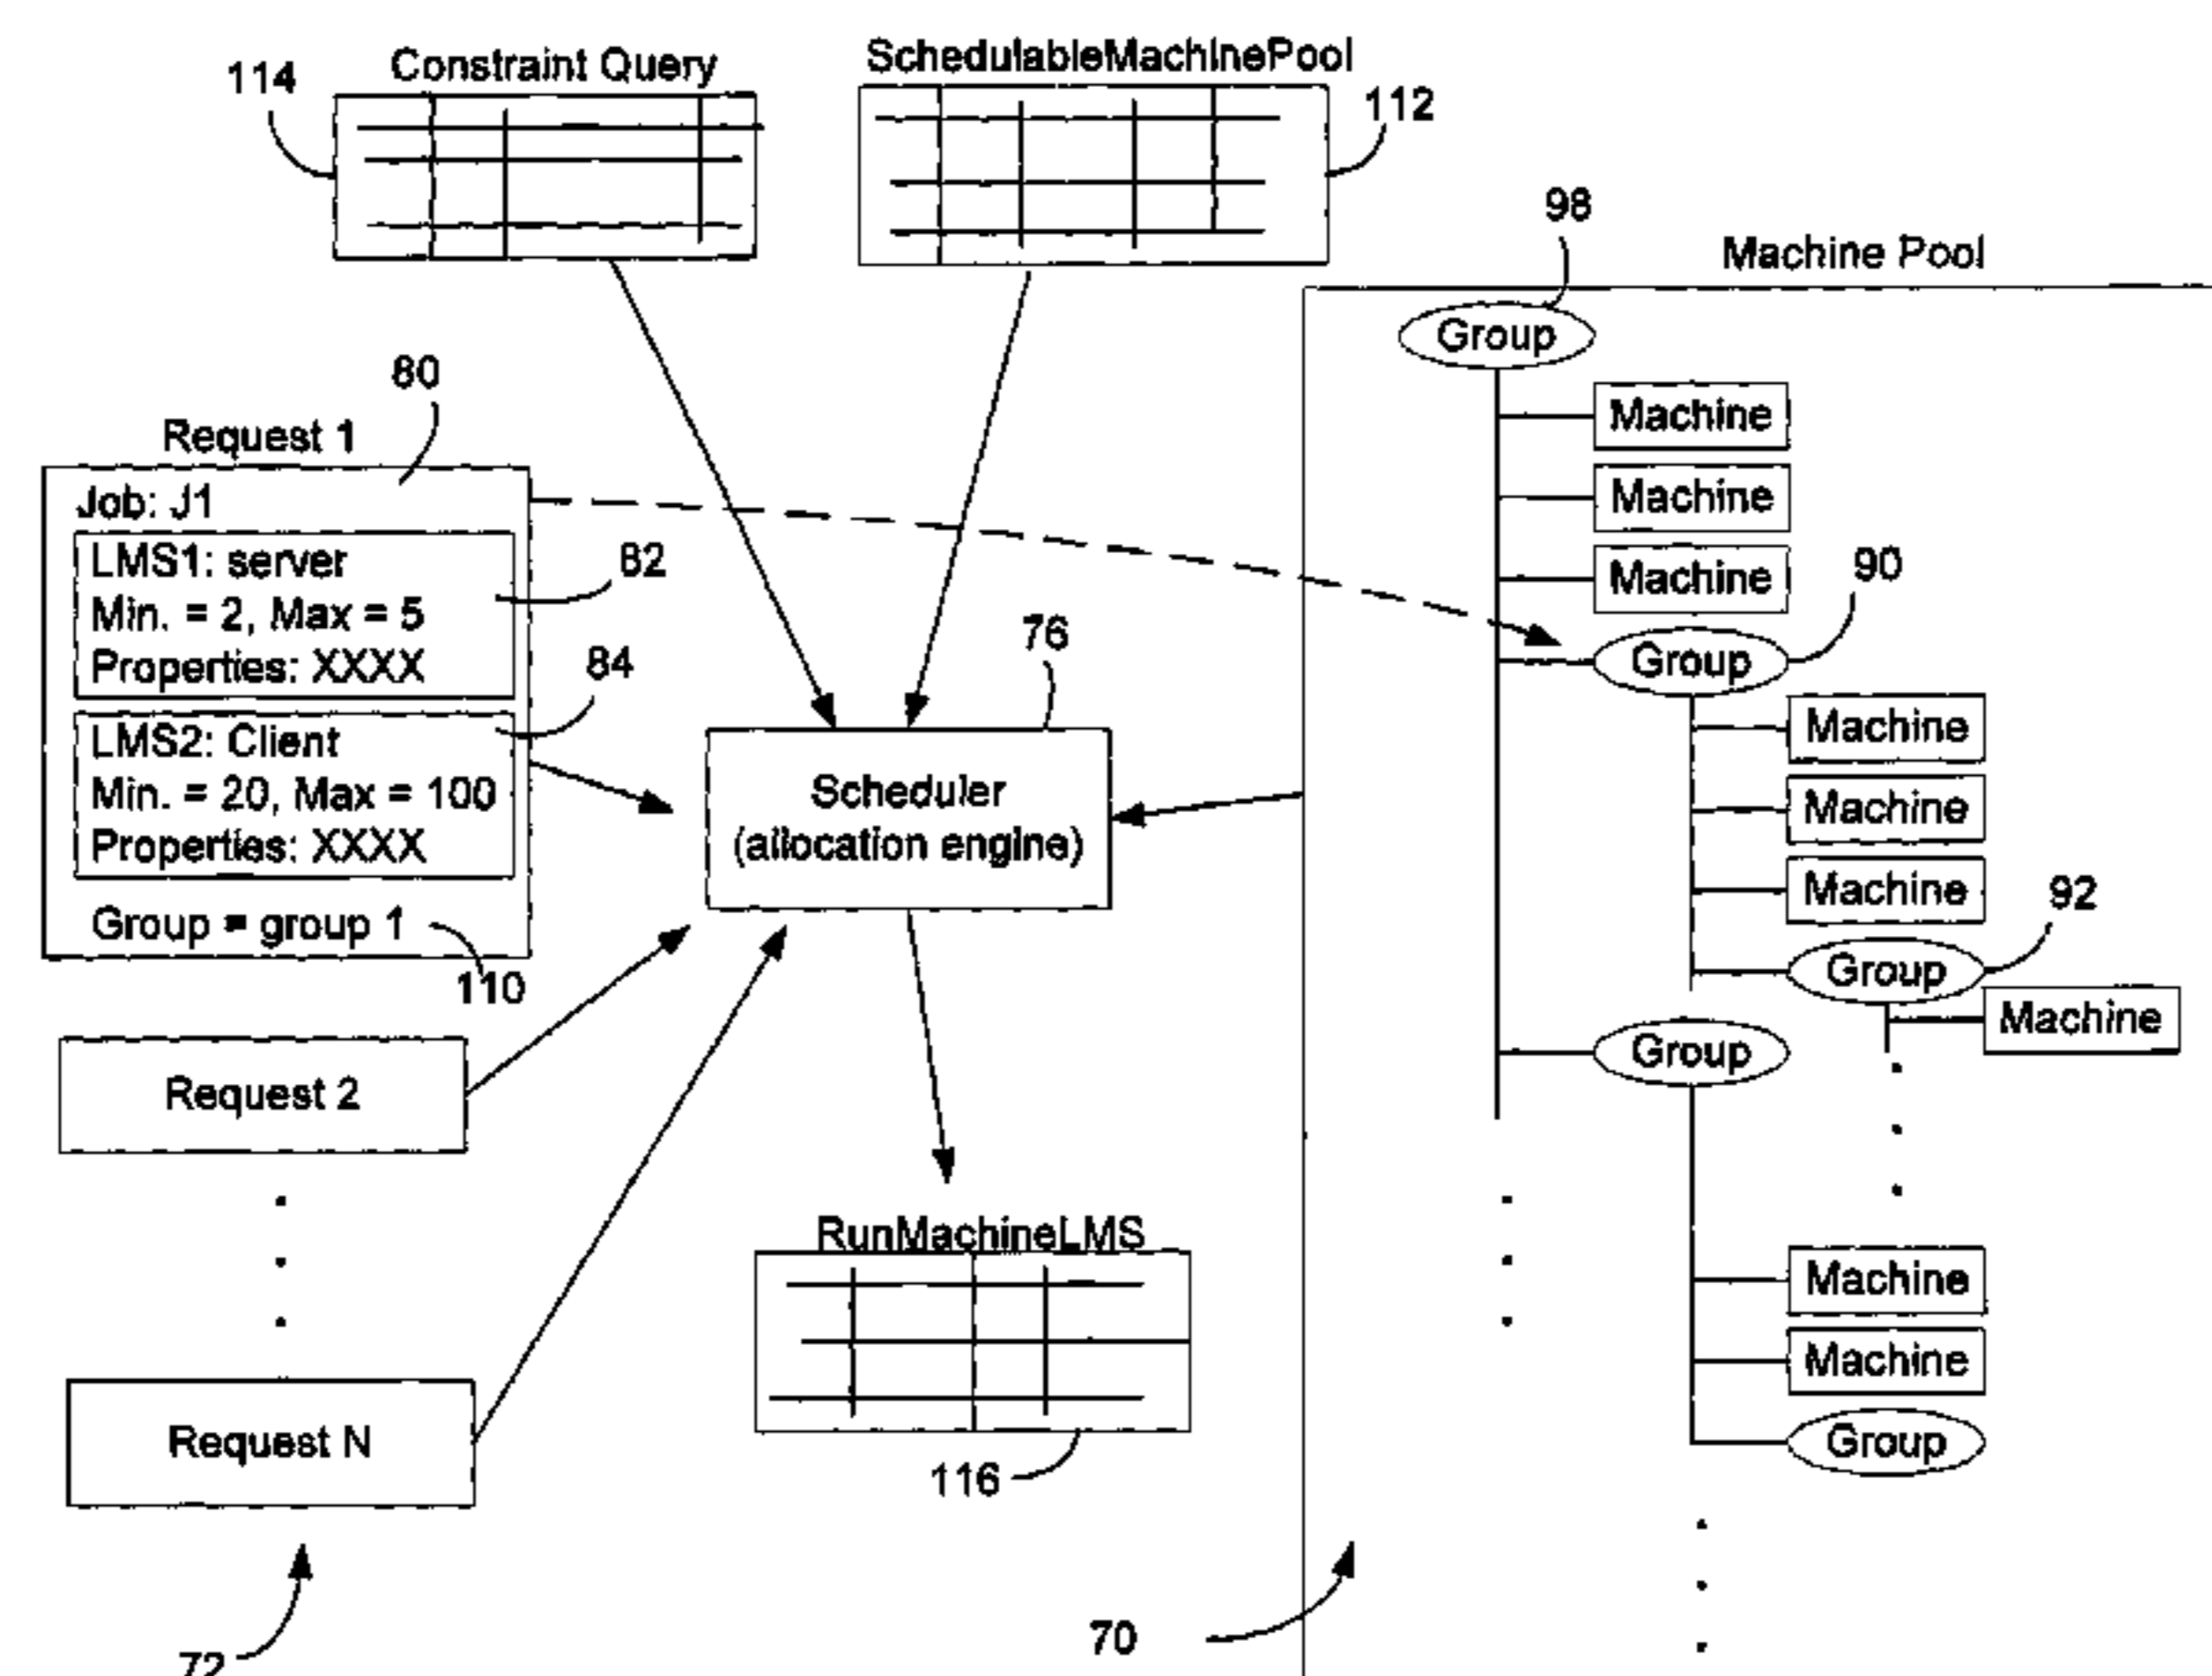 Constraint Query
114
SchedulableMachinePool
112
98
Machine Pool
Group
Machine
Machine
Machine
90
Group
Machine
Machine
Machine
92
Group
Machine
Group
Machine
Machine
Group
80
Request 1
Job: J1
LMS1: server
Min. = 2, Max = 5
Properties: XXXX
82
84
LMS2: Client
Min. = 20, Max = 100
Properties: XXXX
Group = group 1
110
76
Scheduler
(allocation engine)
Request 2
Request N
RunMachineLMS
116
72
70